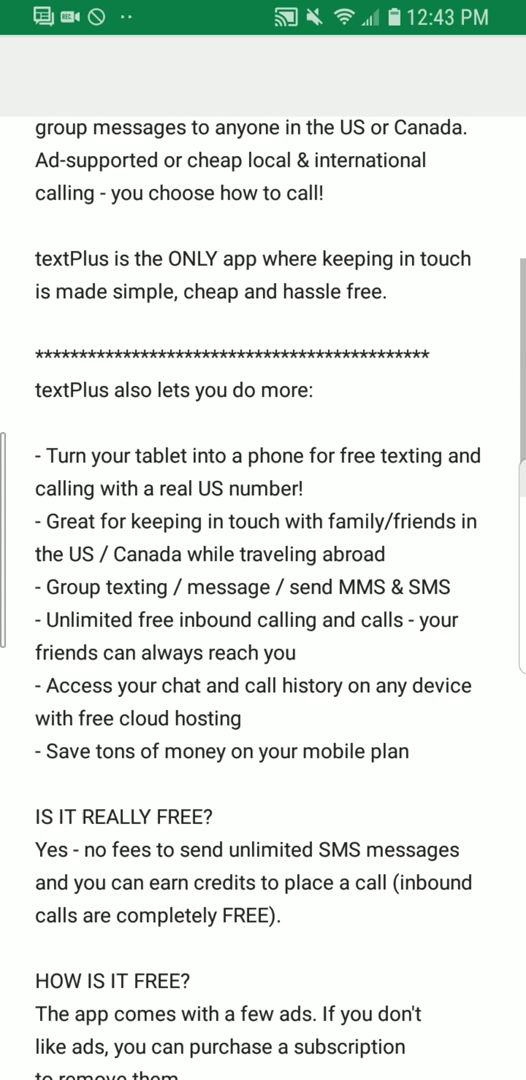 12:43 PM
group messages to anyone in the US or Canada.
Ad-supported or cheap local & international
calling - you choose how to call!
textPlus is the ONLY app where keeping in touch
is made simple, cheap and hassle free.
*********************************************
textPlus also lets you do more:
- Turn your tablet into a phone for free texting and
calling with a real US number!
- Great for keeping in touch with family/friends in
the US / Canada while traveling abroad
- Group texting / message / send MMS & SMS
- Unlimited free inbound calling and calls - your
friends can always reach you
- Access your chat and call history on any device
with free cloud hosting
- Save tons of money on your mobile plan
IS IT REALLY FREE?
Yes - no fees to send unlimited SMS messages
and you can earn credits to place a call (inbound
calls are completely FREE).
HOW IS IT FREE?
The app comes with a few ads. If you don't
like ads, you can purchase a subscription
to remove them